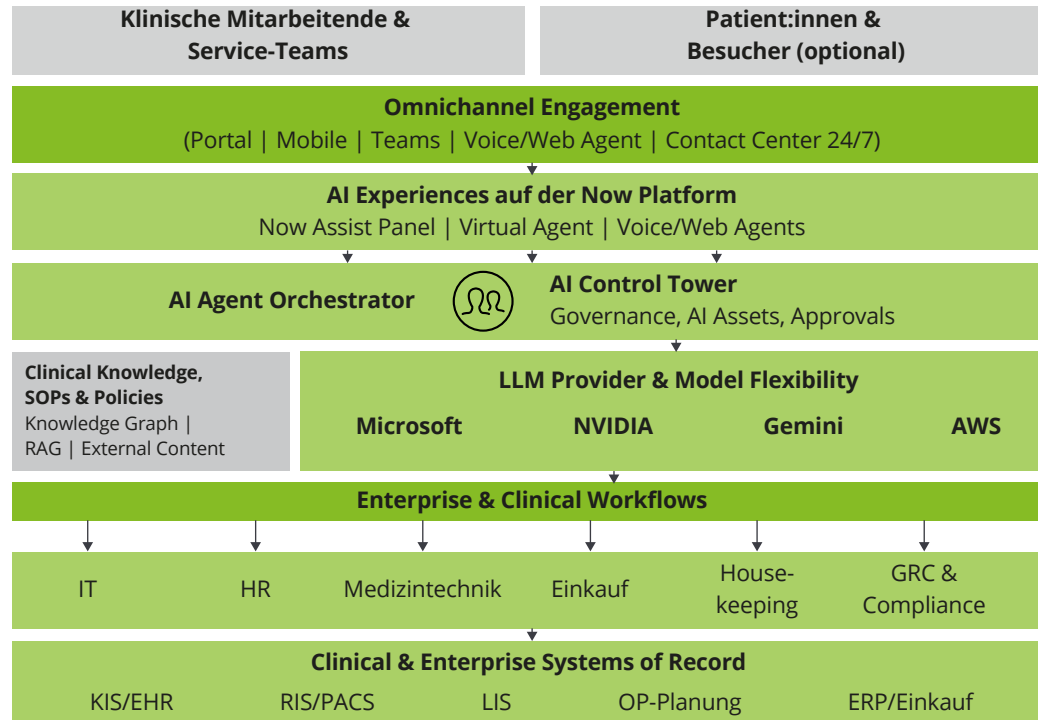 Klinische Mitarbeitende &
Service-Teams
Patient:innen &
Besucher (optional)
Omnichannel Engagement
(Portal | Mobile | Teams | Voice/Web Agent | Contact Center 24/7)
AI Experiences auf der Now Platform
Now Assist Panel | Virtual Agent | Voice/Web Agents
AI Agent Orchestrator
AI Control Tower
Governance, AI Assets, Approvals
Clinical Knowledge,
SOPs & Policies
Knowledge Graph |
RAG | External Content
LLM Provider & Model Flexibility
Microsoft NVIDIA Gemini AWS
Enterprise & Clinical Workflows
IT
HR
Medizintechnik
Einkauf
House-
keeping
GRC &
Compliance
Clinical & Enterprise Systems of Record
KIS/EHR RIS/PACS LIS OP-Planung ERP/Einkauf